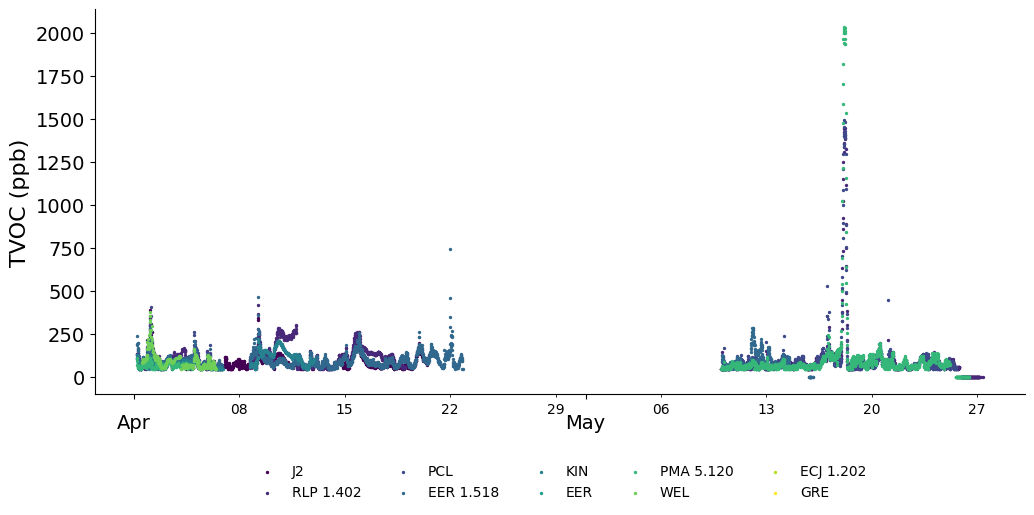 TVOC (ppb)
2000
1750
1500
1250
1000
750
500
250
0
08 15 22 29 06 13 20 27
Apr May
J2 PCL KIN PMA 5.120 ECJ 1.202
RLP 1.402 EER 1.518 EER WEL GRE